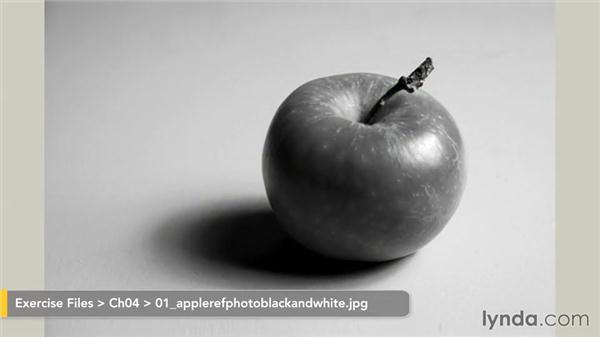 Exercise Files > Ch04 > 01_applerefphotoblackandwhite.jpg
lynda.com